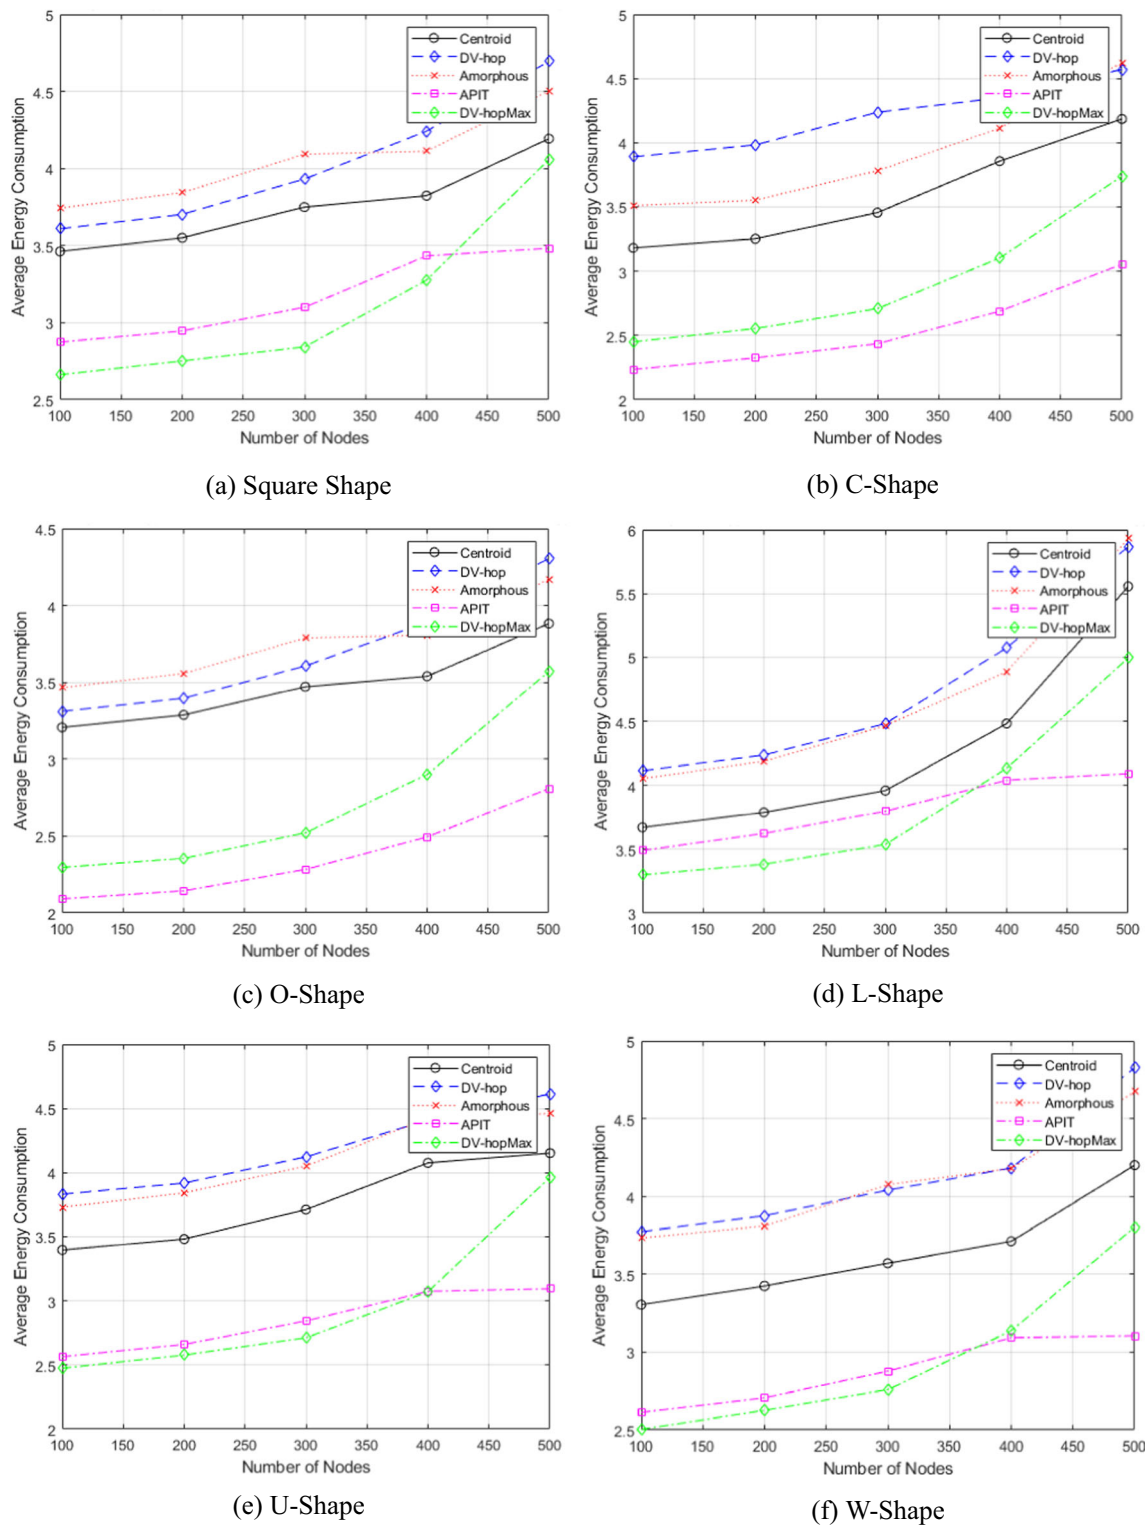 5
4.5
4
3.5
3
2.5
Average Energy Consumption
Centroid
DV-hop
Amorphous
APIT
DV-hopMax
100 150 200 250 300 350 400 450 500
Number of Nodes
(a) Square Shape
5
4.5
4
3.5
3
2.5
2
Average Energy Consumption
Centroid
DV-hop
Amorphous
APIT
DV-hopMax
100 150 200 250 300 350 400 450 500
Number of Nodes
(b) C-Shape
4.5
4
3.5
3
2.5
2
Average Energy Consumption
Centroid
DV-hop
Amorphous
APIT
DV-hopMax
100 150 200 250 300 350 400 450 500
Number of Nodes
(c) O-Shape
6
5.5
5
4.5
4
3.5
3
Average Energy Consumption
Centroid
DV-hop
Amorphous
APIT
DV-hopMax
100 150 200 250 300 350 400 450 500
Number of Nodes
(d) L-Shape
5
4.5
4
3.5
3
2.5
2
Average Energy Consumption
Centroid
DV-hop
Amorphous
APIT
DV-hopMax
100 150 200 250 300 350 400 450 500
Number of Nodes
(e) U-Shape
5
4.5
4
3.5
3
2.5
Average Energy Consumption
Centroid
DV-hop
Amorphous
APIT
DV-hopMax
100 150 200 250 300 350 400 450 500
Number of Nodes
(f) W-Shape